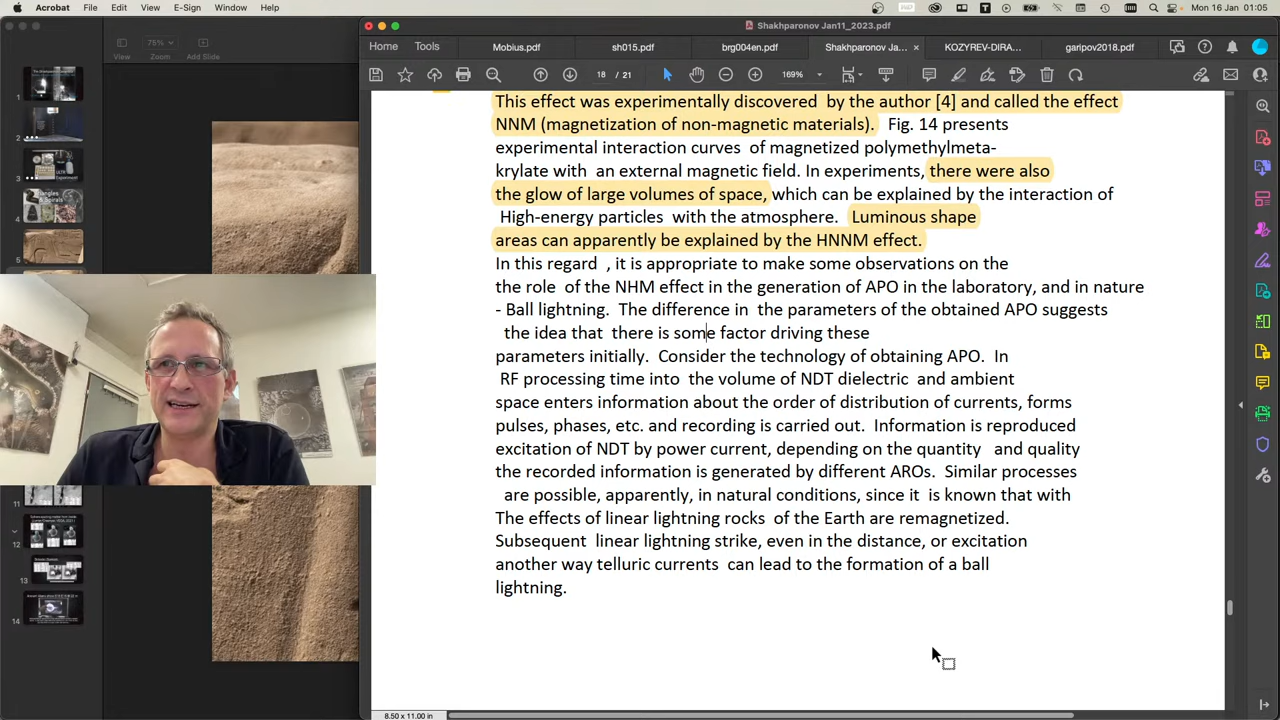 Acrobat File Edit View E-Sign Window Help
Mon 16 Jan 01:05
75%
View Zoom Add Slide
Shakhparonov Jan11_2023.pdf
Home Tools Mobius.pdf sh015.pdf brg004en.pdf Shakhparonov Ja... × KOZYREV-DIRA... garipov2018.pdf
18 / 21 169%
This effect was experimentally discovered by the author [4] and called the effect
NNM (magnetization of non-magnetic materials). Fig. 14 presents
experimental interaction curves of magnetized polymethylmeta-
krylate with an external magnetic field. In experiments, there were also
the glow of large volumes of space, which can be explained by the interaction of
High-energy particles with the atmosphere. Luminous shape
areas can apparently be explained by the HNNM effect.
In this regard , it is appropriate to make some observations on the
the role of the NHM effect in the generation of APO in the laboratory, and in nature
- Ball lightning. The difference in the parameters of the obtained APO suggests
the idea that there is some factor driving these
parameters initially. Consider the technology of obtaining APO. In
RF processing time into the volume of NDT dielectric and ambient
space enters information about the order of distribution of currents, forms
pulses, phases, etc. and recording is carried out. Information is reproduced
excitation of NDT by power current, depending on the quantity and quality
the recorded information is generated by different AROs. Similar processes
are possible, apparently, in natural conditions, since it is known that with
The effects of linear lightning rocks of the Earth are remagnetized.
Subsequent linear lightning strike, even in the distance, or excitation
another way telluric currents can lead to the formation of a ball
lightning.
8.50 x 11.00 in
1
2
3
4
5
11
12
13
14